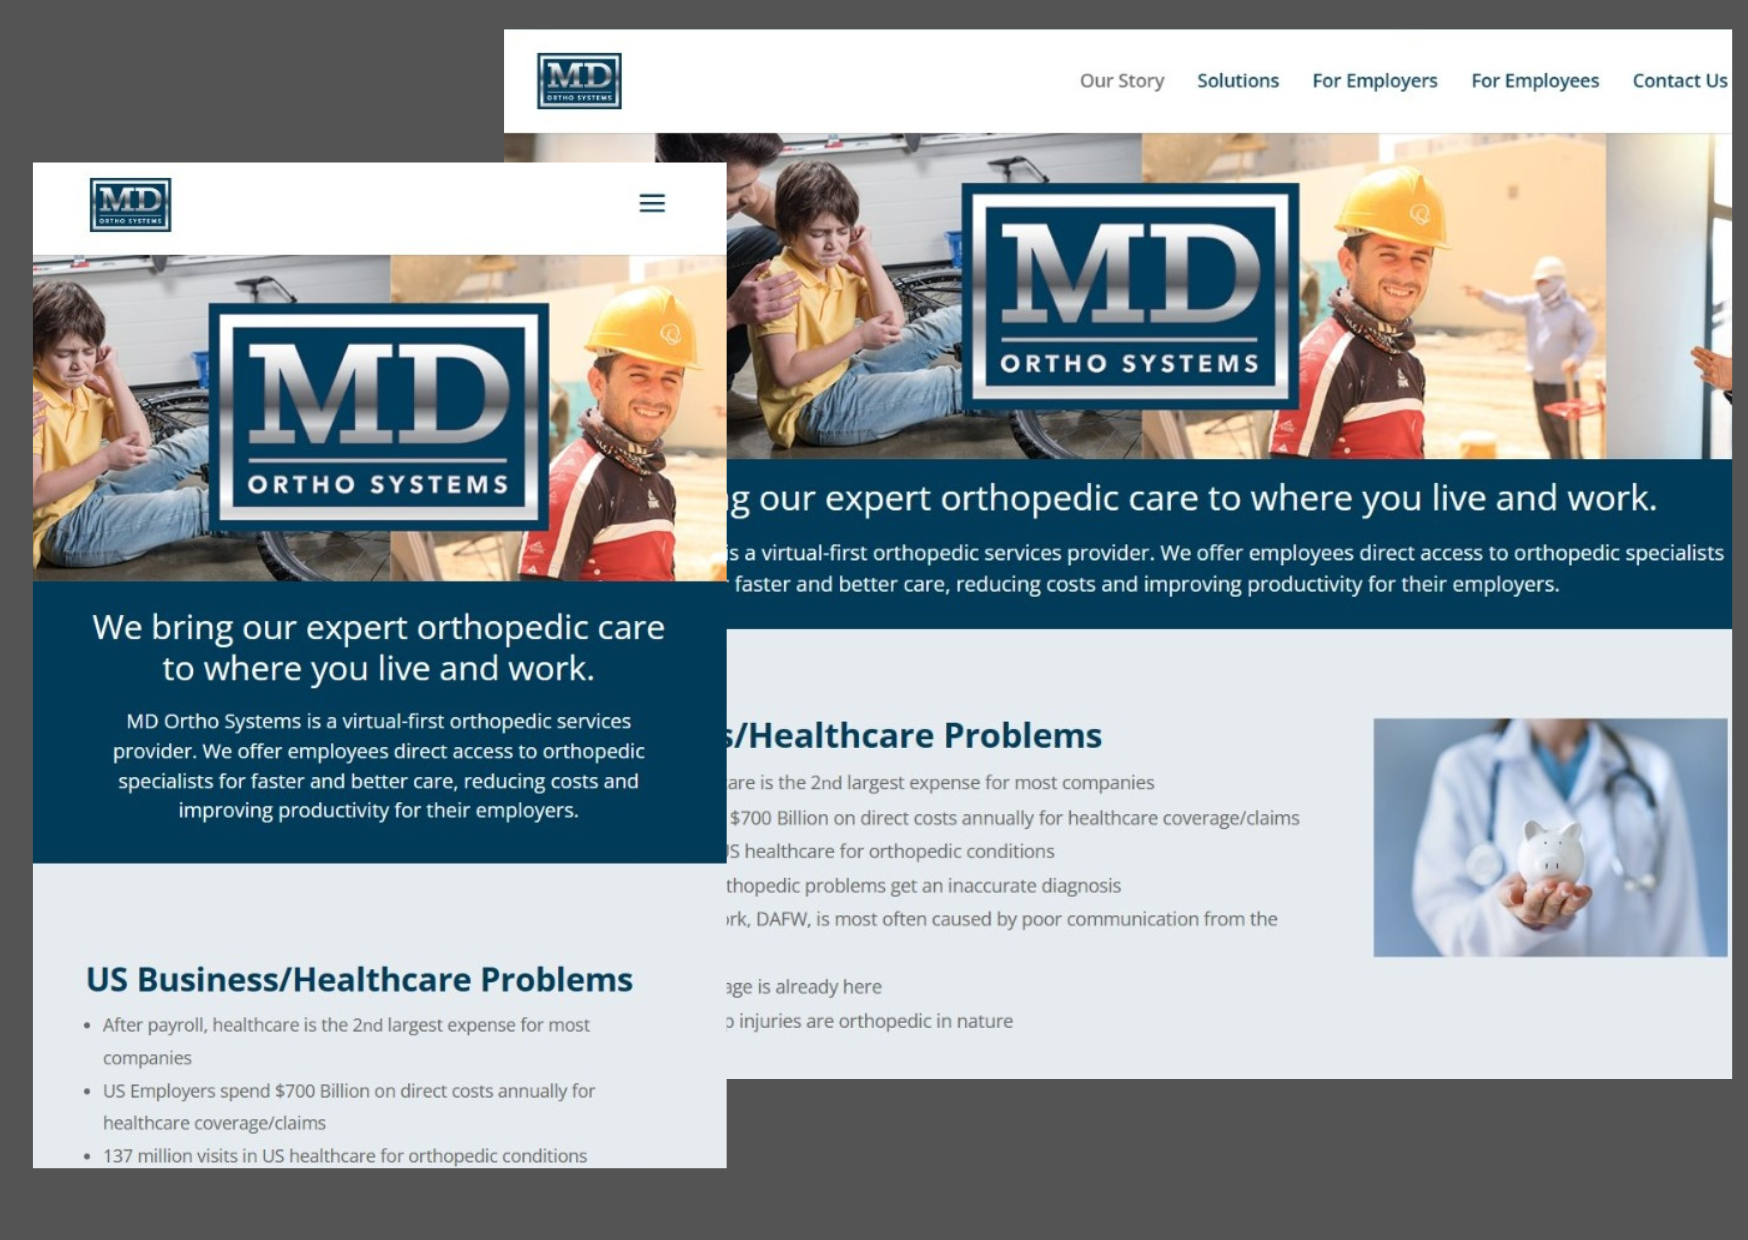 MD
ORTHO SYSTEMS
Our Story
Solutions
For Employers
For Employees
Contact Us
MD
ORTHO SYSTEMS
our expert orthopedic care to where you live and work.
is a virtual-first orthopedic services provider. We offer employees direct access to orthopedic specialists
faster and better care, reducing costs and improving productivity for their employers.
/Healthcare Problems
is the 2nd largest expense for most companies
$700 Billion on direct costs annually for healthcare coverage/claims
healthcare for orthopedic conditions
problems get an inaccurate diagnosis
DAFW, is most often caused by poor communication from the
is already here
injuries are orthopedic in nature
MD
ORTHO SYSTEMS
MD
ORTHO SYSTEMS
We bring our expert orthopedic care
to where you live and work.
MD Ortho Systems is a virtual-first orthopedic services
provider. We offer employees direct access to orthopedic
specialists for faster and better care, reducing costs and
improving productivity for their employers.
US Business/Healthcare Problems
• After payroll, healthcare is the 2nd largest expense for most
companies
• US Employers spend $700 Billion on direct costs annually for
healthcare coverage/claims
• 137 million visits in US healthcare for orthopedic conditions